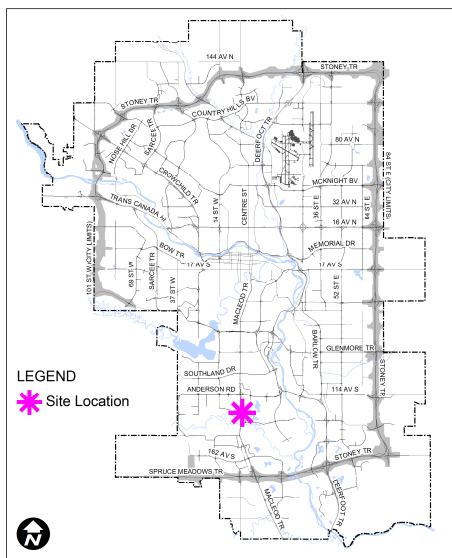 144 AV N
STONEY TR
STONEY TR
COUNTRY HILLS BV
NOSE HILL DR
SARCEE TR
DEERFOOT TR
80 AV N
CROWCHILD TR
14 ST W
CENTRE ST
MCKNIGHT BV
36 ST E
32 AV N
44 ST E
84 ST E (CITY LIMITS)
16 AV N
TRANS CANADA H
MEMORIAL DR
BOW TR
17 AV S
17 AV S
101 ST W (CITY LIMITS)
69 ST W
SARCEE TR
37 ST W
MACLEOD TR
52 ST E
BARLOW TR
GLENMORE TR
STONEY TR
SOUTHLAND DR
LEGEND
ANDERSON RD
114 AV S
Site Location
162 AV S
STONEY TR
SPRUCE MEADOWS TR
MACLEOD TR
DEERFOOT TR
N